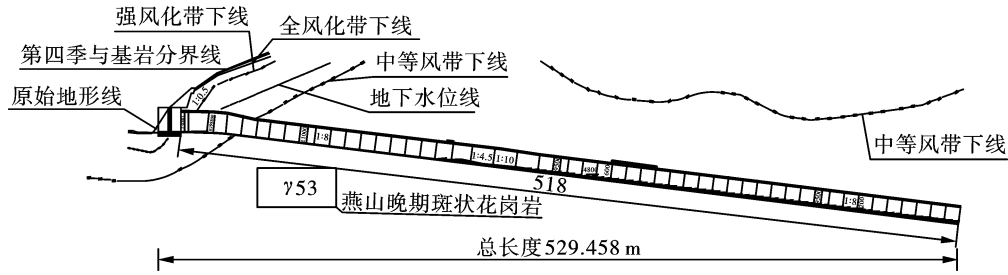 强风化带下线
全风化带下线
第四季与基岩分界线
中等风带下线
原始地形线
地下水位线
1:0.5
1:8
中等风带下线
1:4.5
1:10
4800
518
γ53
燕山晚期斑状花岗岩
1:8
总长度529.458 m